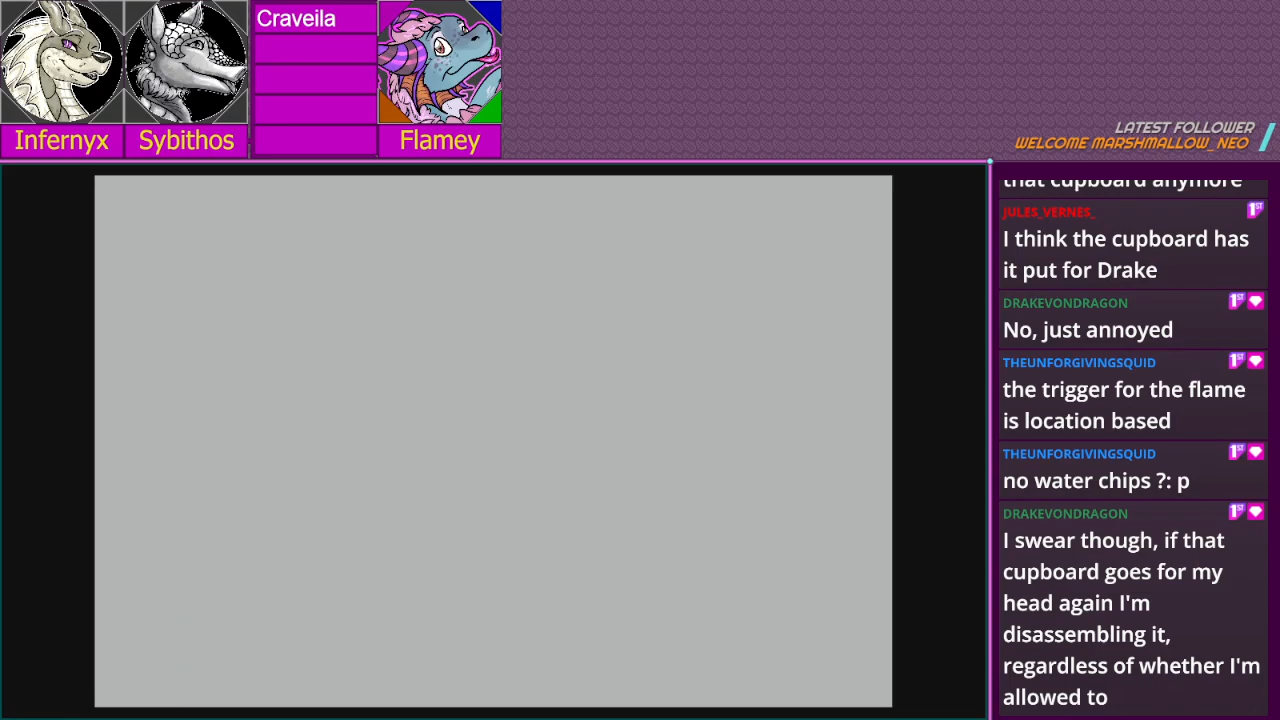 Craveila
Infernyx
Sybithos
Flamey
LATEST FOLLOWER
WELCOME MARSHMALLOW_NEO
that cupboard anymore
JULES_VERNES_
I think the cupboard has
it put for Drake
DRAKEVONDRAGON
No, just annoyed
THEUNFORGIVINGSQUID
the trigger for the flame
is location based
THEUNFORGIVINGSQUID
no water chips ?: p
DRAKEVONDRAGON
I swear though, if that
cupboard goes for my
head again I'm
disassembling it,
regardless of whether I'm
allowed to